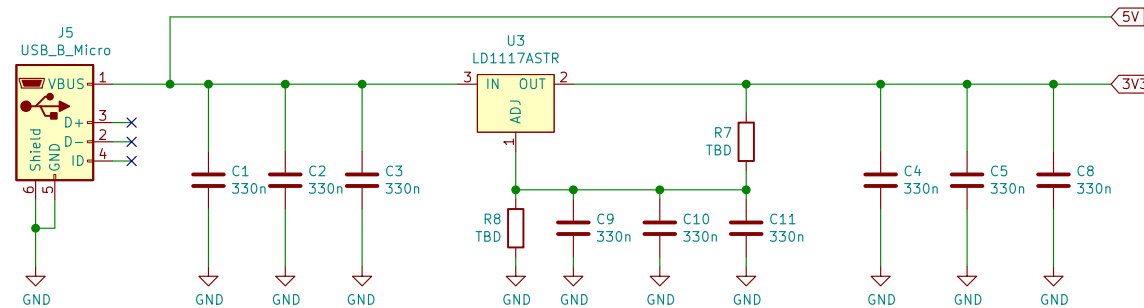 5V
J5
USB_B_Micro
VBUS 1
D+ 3
D- 2
ID 4
Shield
GND
6
5
U3
LD1117ASTR
3 IN OUT 2
ADJ
1
3V3
R7
TBD
C1
330n
C2
330n
C3
330n
C4
330n
C5
330n
C8
330n
R8
TBD
C9
330n
C10
330n
C11
330n
GND GND GND GND GND GND GND GND GND GND GND